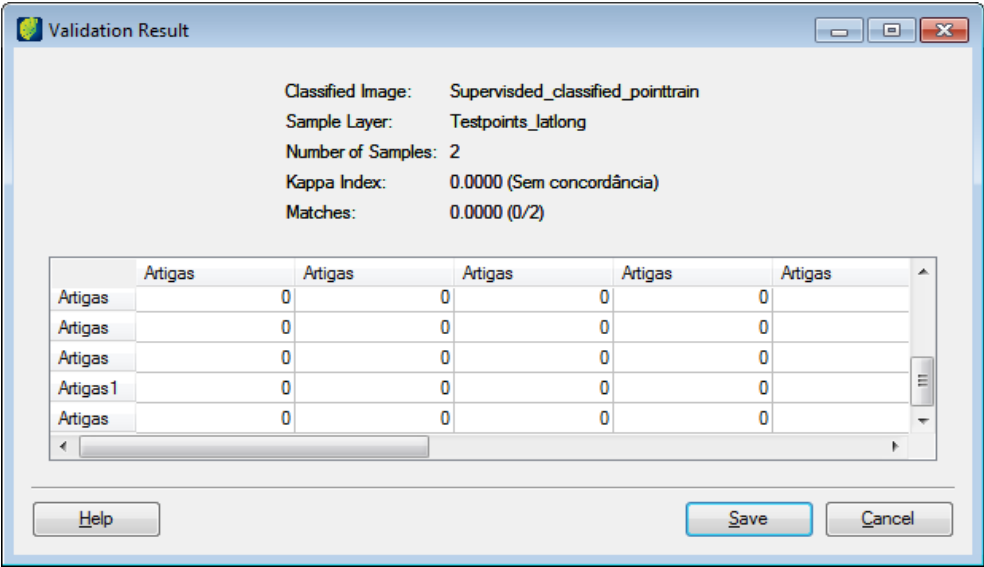 Validation Result
Classified Image: Supervisded_classified_pointtrain
Sample Layer: Testpoints_latlong
Number of Samples: 2
Kappa Index: 0.0000 (Sem concordância)
Matches: 0.0000 (0/2)
Artigas Artigas Artigas Artigas Artigas
Artigas 0 0 0 0
Artigas 0 0 0 0
Artigas 0 0 0 0
Artigas1 0 0 0 0
Artigas 0 0 0 0
Help Save Cancel